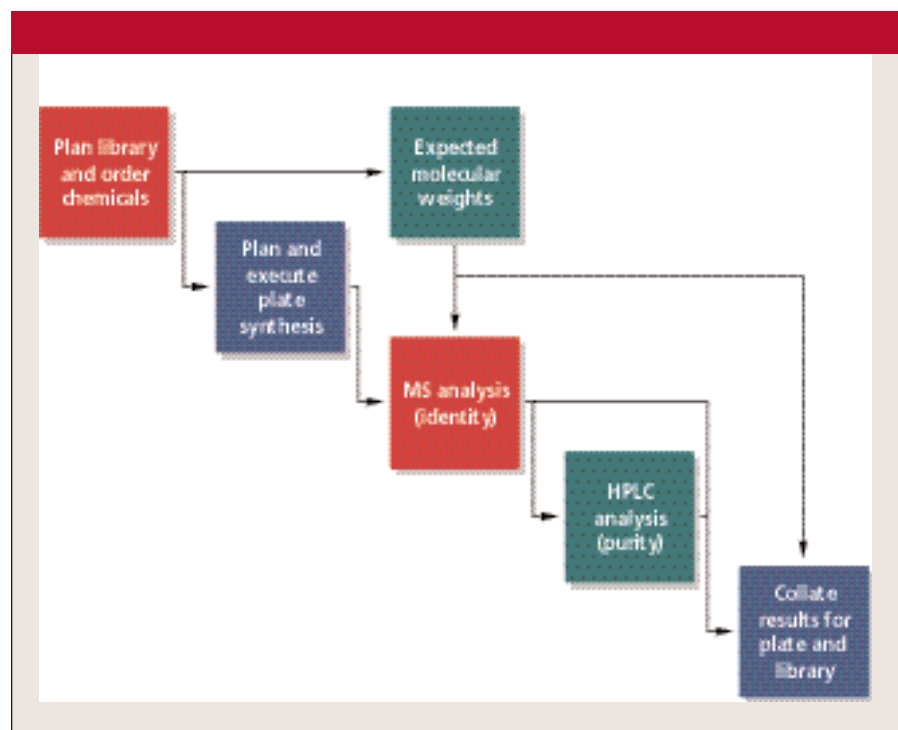 Plan library
and order
chemicals
Expected
molecular
weights
Plan and
execute
plate
synthesis
MS analysis
(identity)
HPLC
analysis
(purity)
Collate
results for
plate and
library